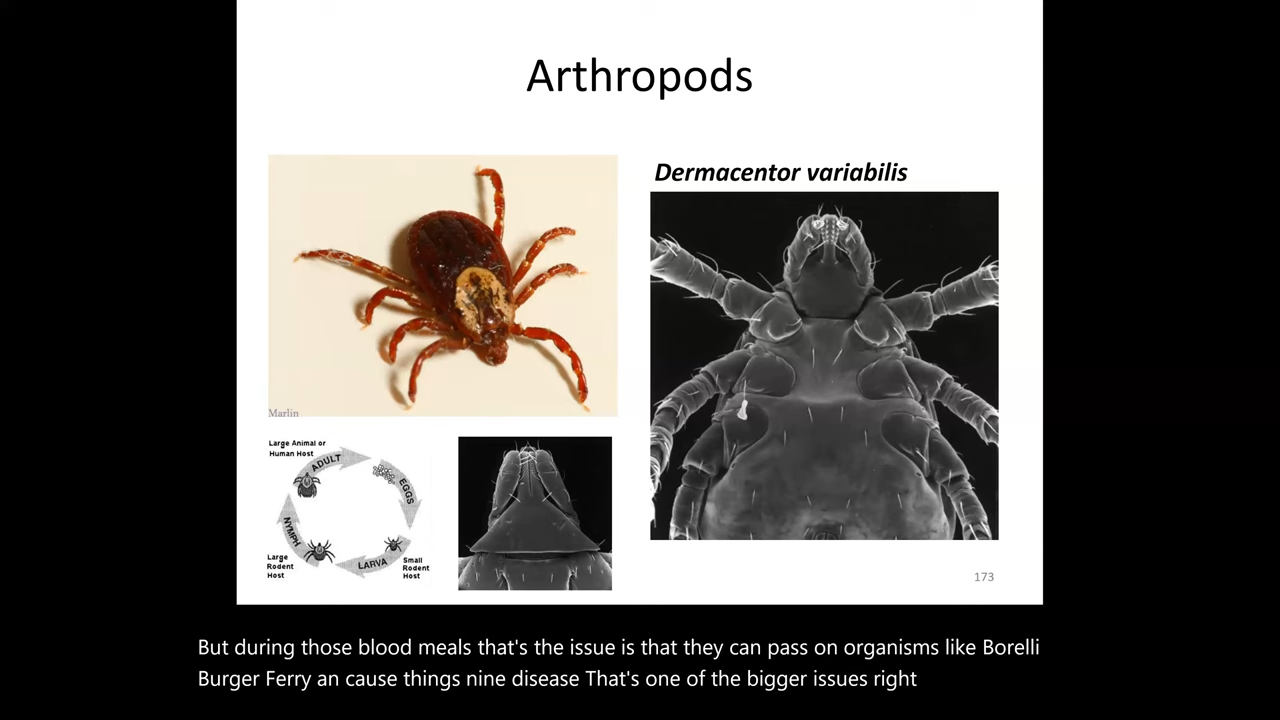 Arthropods
Dermacentor variabilis
Marlin
Large Animal or
Human Host
ADULT
EGGS
NYMPH
LARVA
Large
Rodent
Host
Small
Rodent
Host
173
But during those blood meals that's the issue is that they can pass on organisms like Borelli
Burger Ferry an cause things nine disease That's one of the bigger issues right